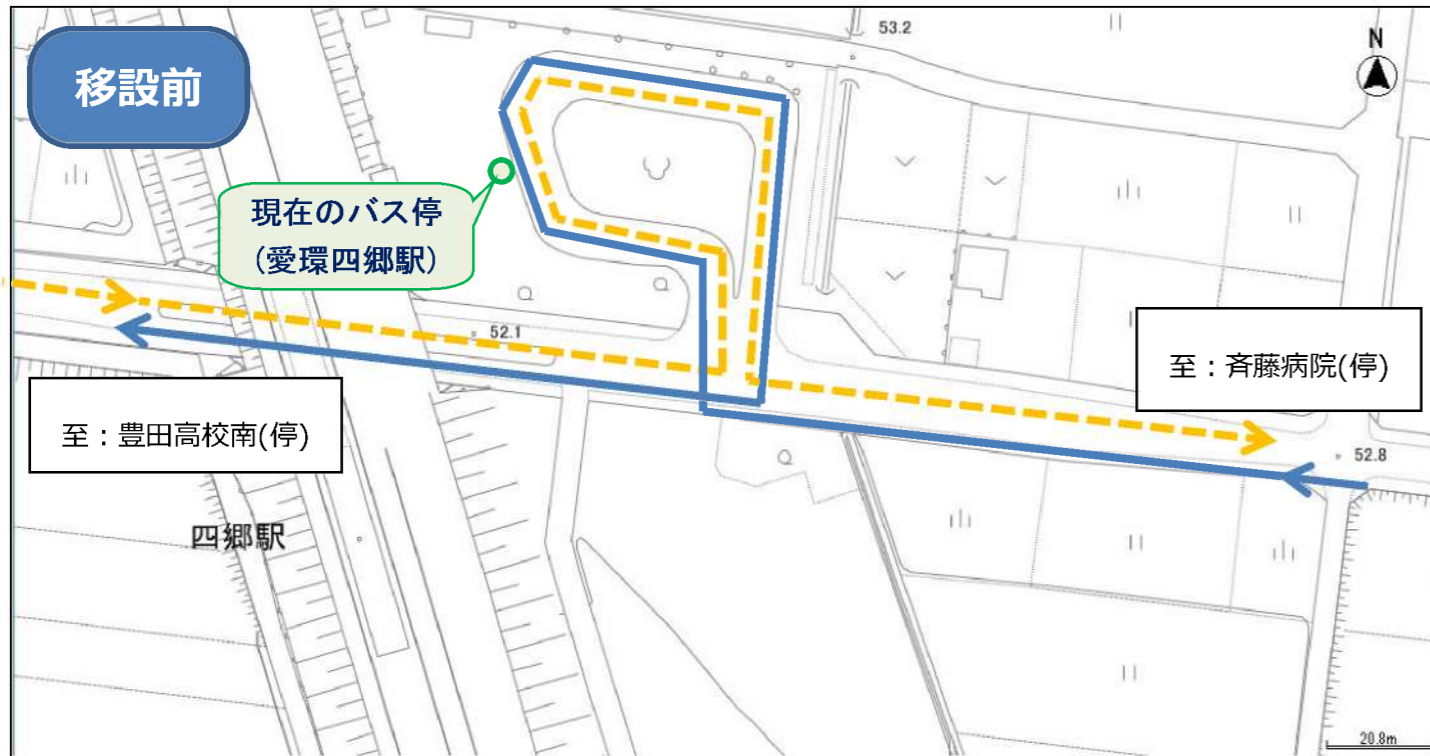 移設前
53.2
N
現在のバス停
(愛環四郷駅)
52.1
至：斉藤病院(停)
至：豊田高校南(停)
52.8
四郷駅
20.8m